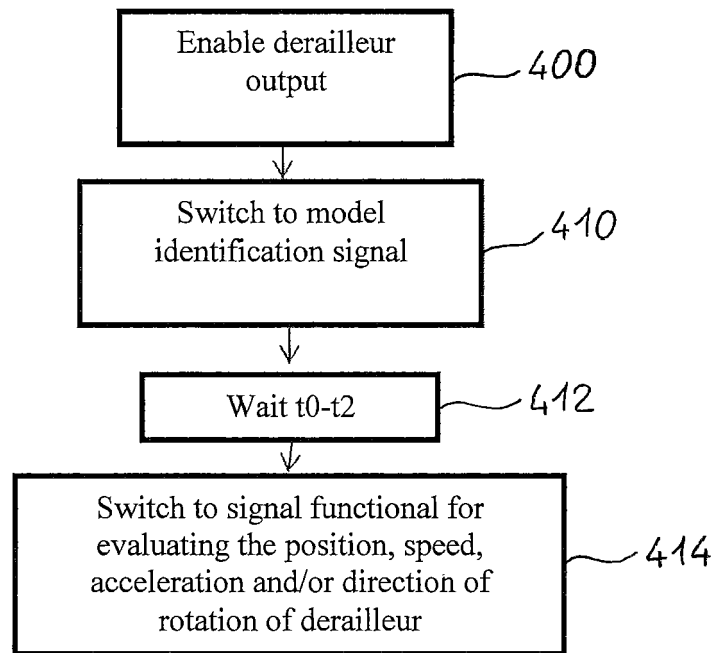 Enable derailleur
output
400
Switch to model
identification signal
410
Wait t0-t2
412
Switch to signal functional for
evaluating the position, speed,
acceleration and/or direction of
rotation of derailleur
414